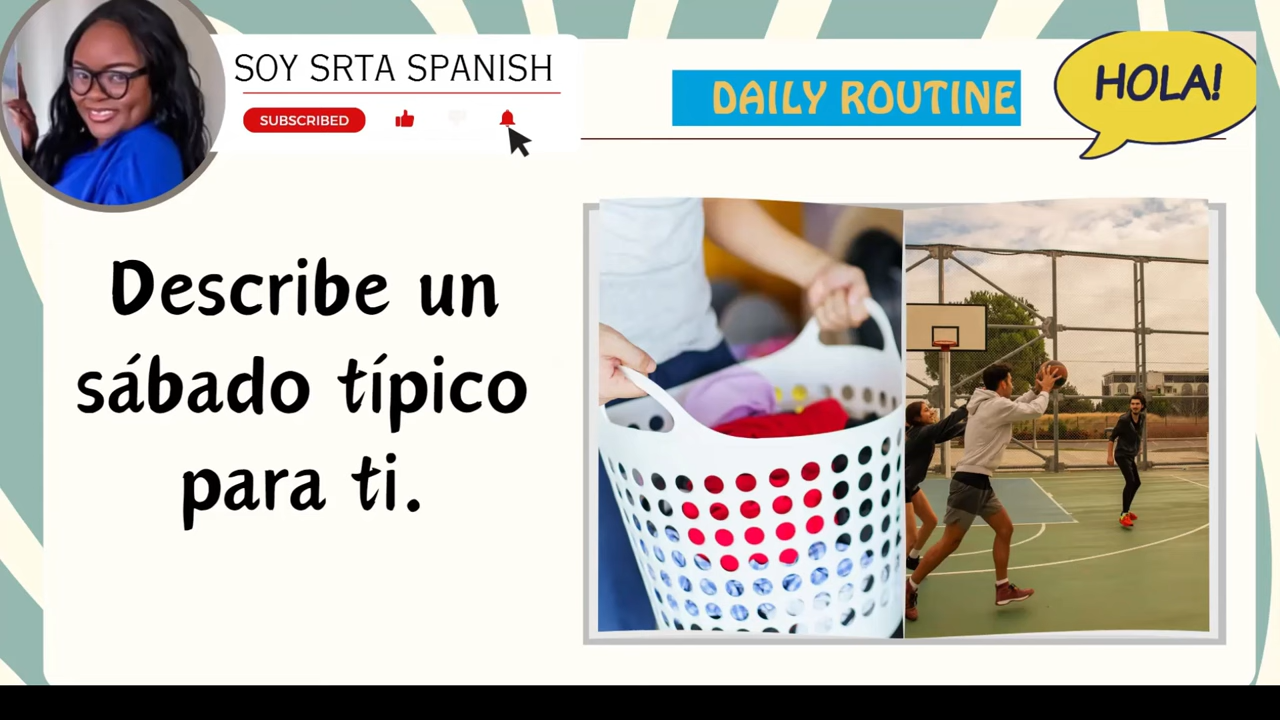 SOY SRTA SPANISH
SUBSCRIBED
DAILY ROUTINE
HOLA!
Describe un
sábado típico
para ti.